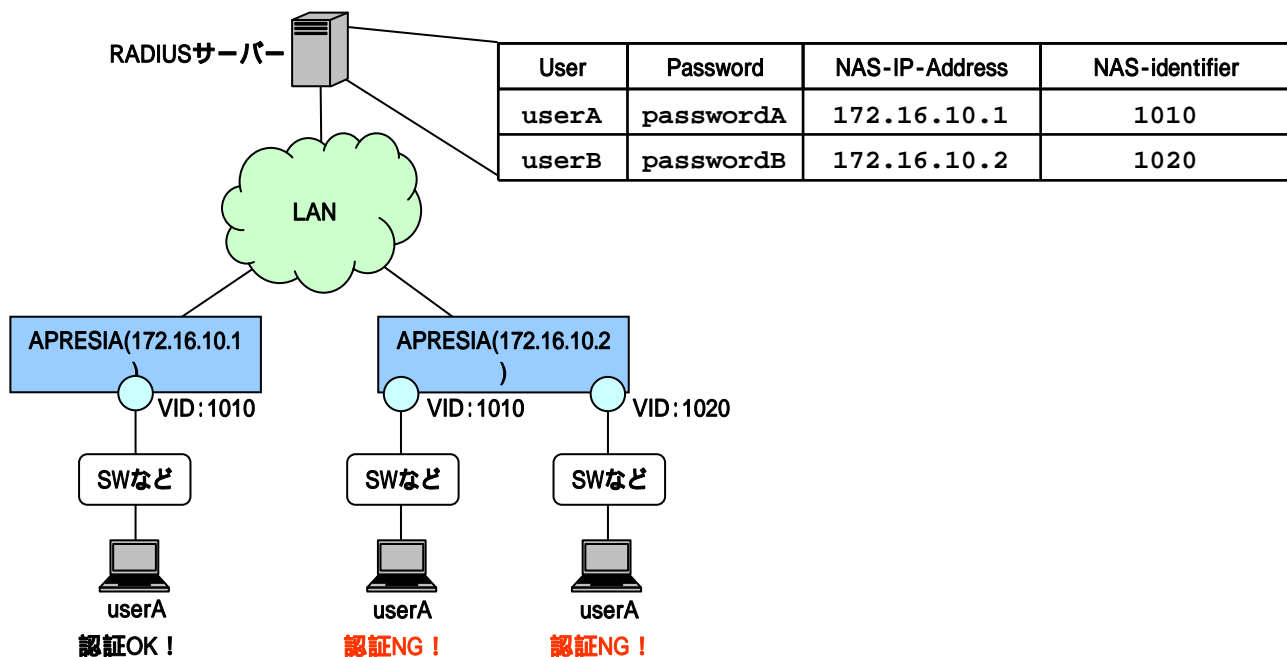 RADIUSサーバー
User Password NAS-IP-Address NAS-identifier
userA passwordA 172.16.10.1 1010
userB passwordB 172.16.10.2 1020
LAN
APRESIA(172.16.10.1
)
APRESIA(172.16.10.2
)
VID:1010
VID:1010
VID:1020
SWなど
SWなど
SWなど
userA
userA
userA
認証OK！
認証NG！
認証NG！